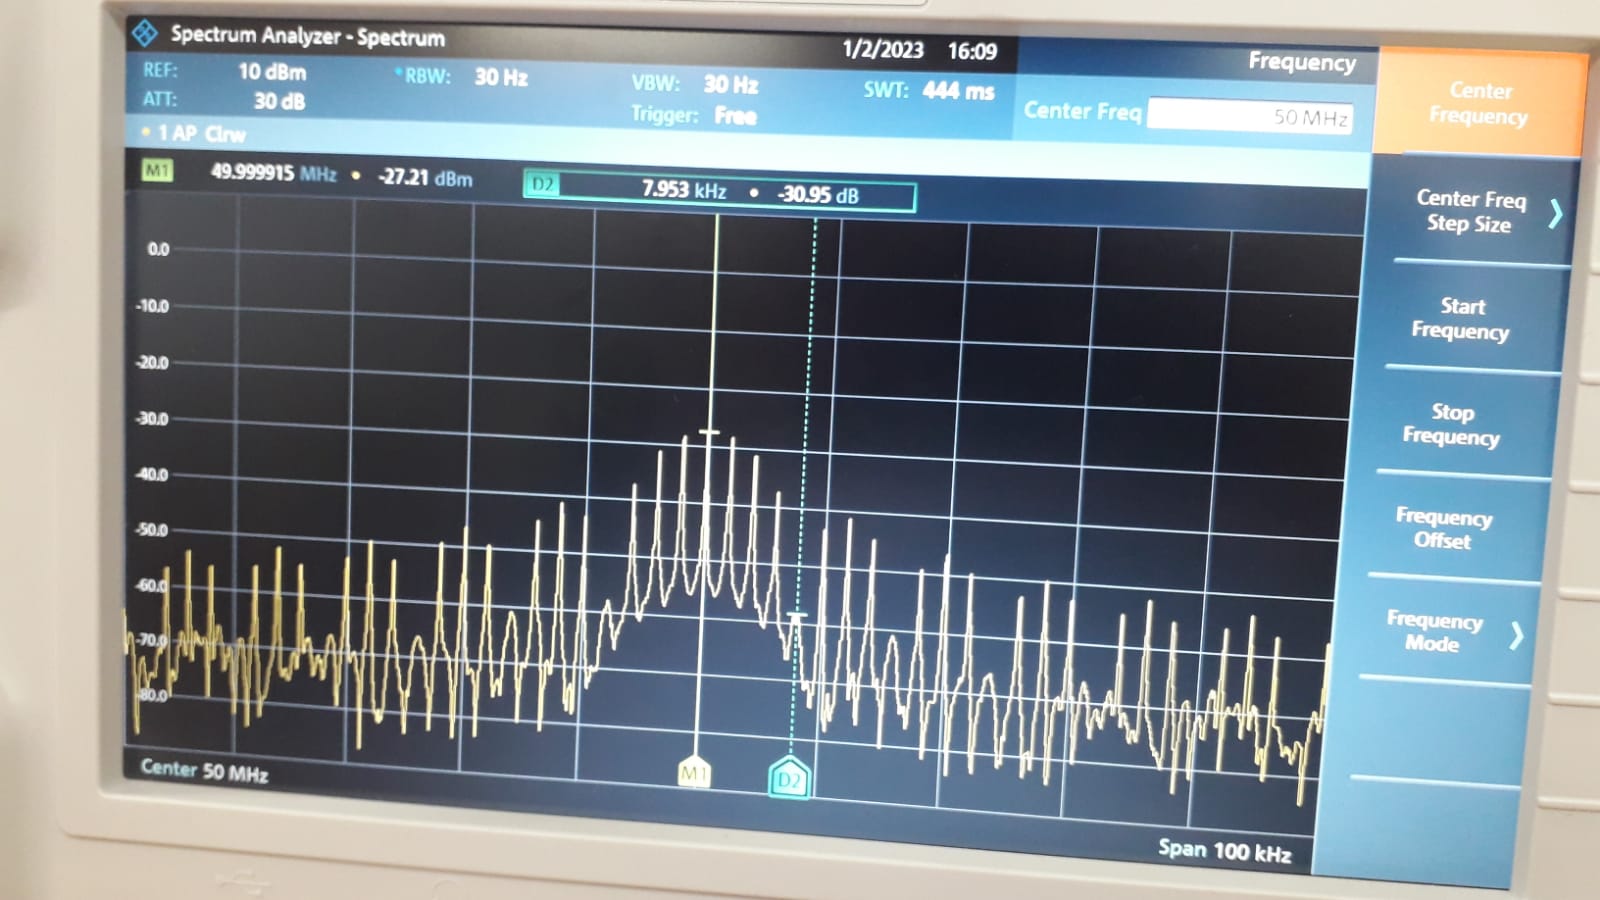 Spectrum Analyzer - Spectrum
1/2/2023 16:09
Frequency
REF: 10 dBm
RBW: 30 Hz
VBW: 30 Hz
SWT: 444 ms
ATT: 30 dB
Trigger: Free
Center Freq 50 MHz
1 AP Clrw
M1 49.999915 MHz • -27.21 dBm
D2 7.953 kHz • -30.95 dB
0.0
-10.0
-20.0
-30.0
-40.0
-50.0
-60.0
-70.0
-80.0
M1
D2
Center 50 MHz
Span 100 kHz
Center
Frequency
Center Freq
Step Size
Start
Frequency
Stop
Frequency
Frequency
Offset
Frequency
Mode